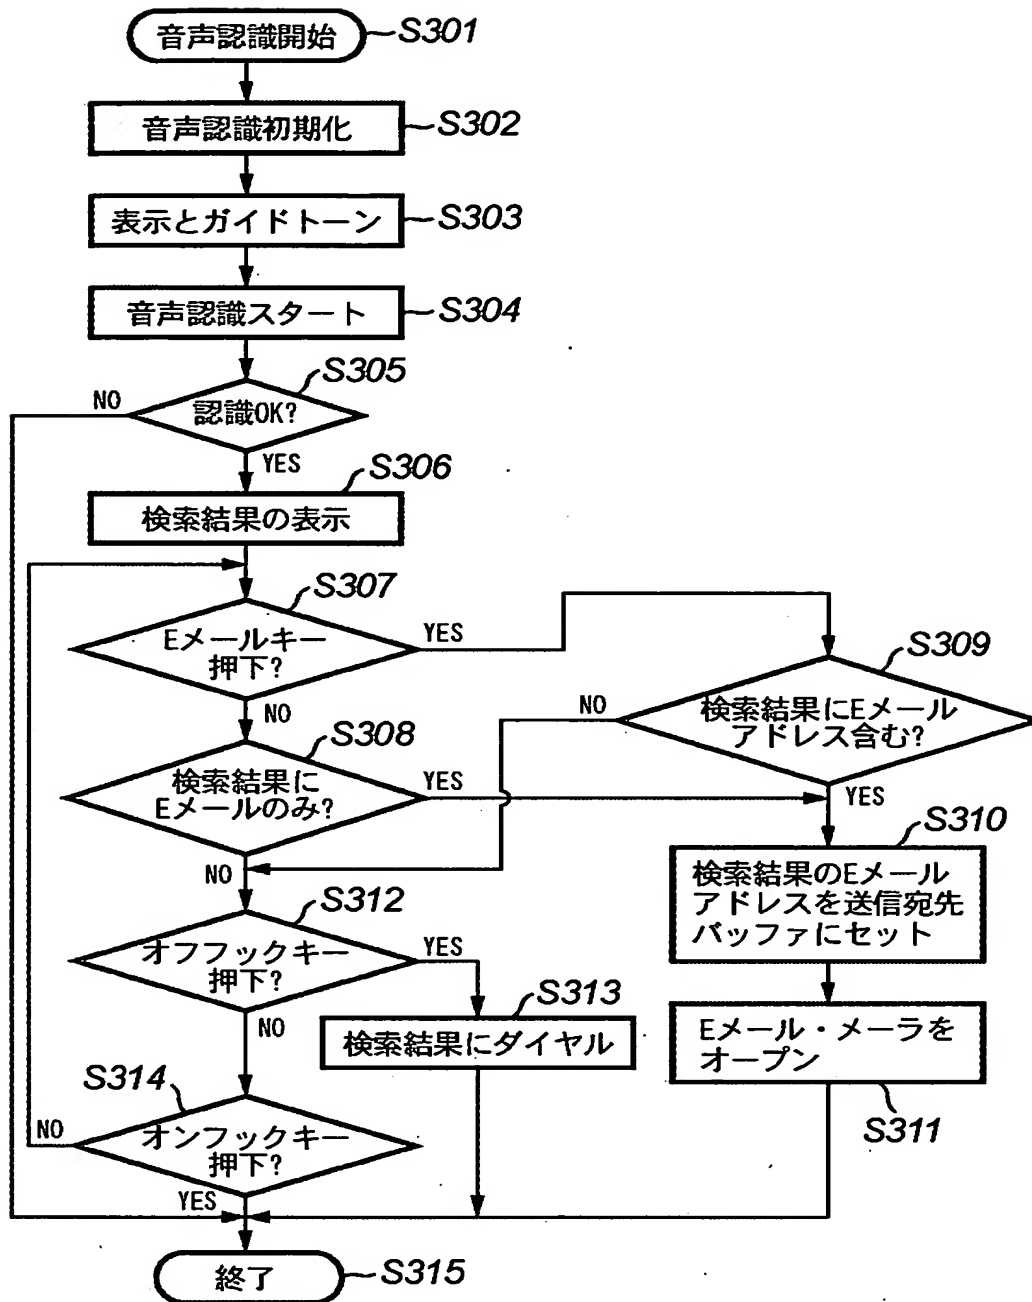 音声認識開始
S301
音声認識初期化
S302
表示とガイドトーン
S303
音声認識スタート
S304
S305
NO
認識OK?
YES
S306
検索結果の表示
S307
Eメールキー
押下?
YES
NO
S309
検索結果にEメール
アドレス含む?
NO
YES
S308
検索結果に
Eメールのみ?
YES
NO
S310
検索結果のEメール
アドレスを送信宛先
バッファにセット
S312
オフフックキー
押下?
YES
NO
S313
検索結果にダイヤル
Eメール・メーラを
オープン
S311
S314
NO
オンフックキー
押下?
YES
終了
S315